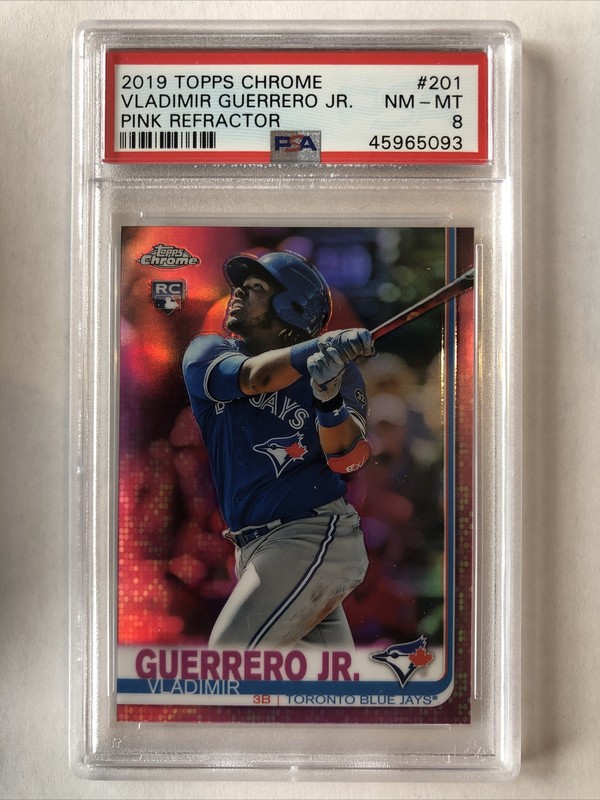 2019 TOPPS CHROME #201
VLADIMIR GUERRERO JR. NM - MT
PINK REFRACTOR 8
PSA 45965093
Topps
Chrome
RC
JAYS
GUERRERO JR.
VLADIMIR
3B | TORONTO BLUE JAYS®